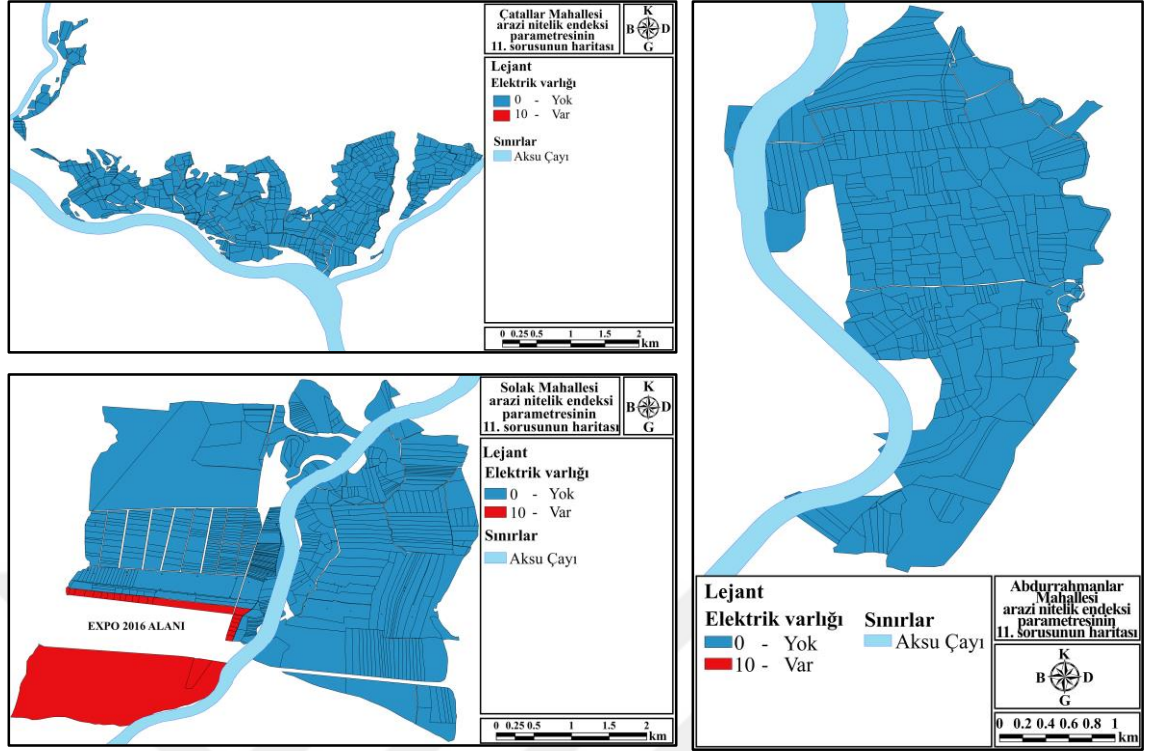 Çatallar Mahallesi
arazi nitelik endeksi
parametresinin
11. sorusunun haritası
K
B D
G
Lejant
Elektrik varlığı
0 - Yok
10 - Var
Sınırlar
Aksu Çayı
0 0.25 0.5 1 1.5 2
km
Solak Mahallesi
arazi nitelik endeksi
parametresinin
11. sorusunun haritası
K
B D
G
Lejant
Elektrik varlığı
0 - Yok
10 - Var
Sınırlar
Aksu Çayı
EXPO 2016 ALANI
0 0.25 0.5 1 1.5 2
km
Lejant
Elektrik varlığı
0 - Yok
10 - Var
Sınırlar
Aksu Çayı
Abdurrahmanlar
Mahallesi
arazi nitelik endeksi
parametresinin
11. sorusunun haritası
K
B D
G
0 0.2 0.4 0.6 0.8 1
km